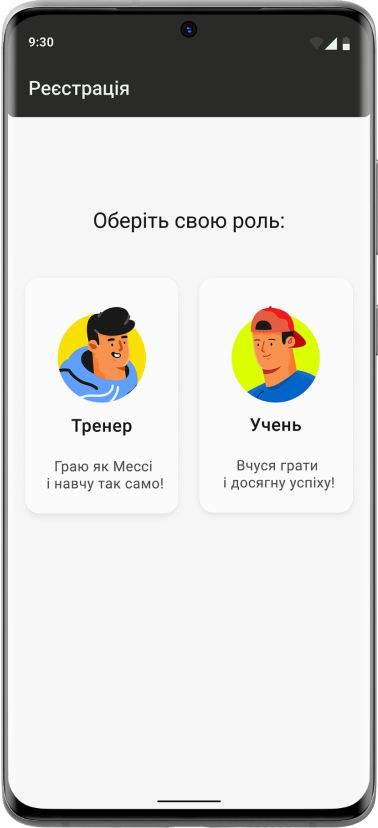 9:30
Реєстрація
Оберіть свою роль:
Тренер
Граю як Мессі
і навчу так само!
Учень
Вчуся грати
і досягну успіху!